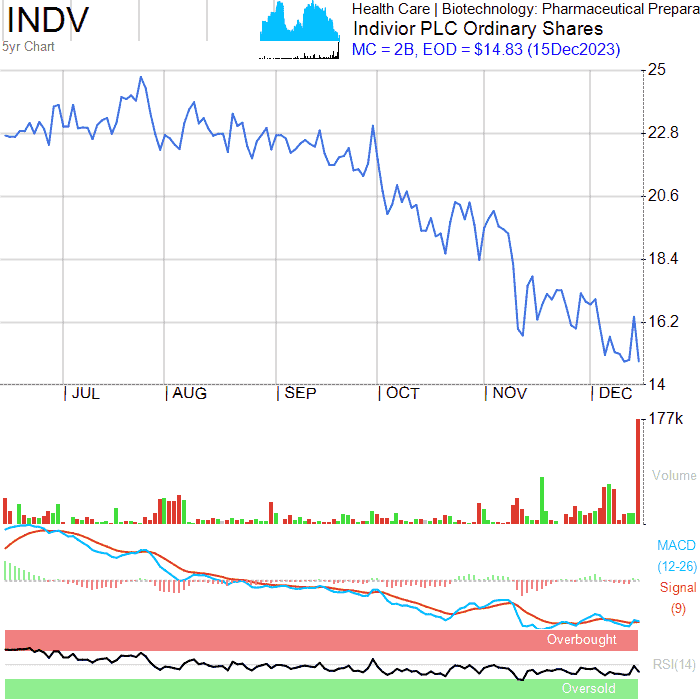 INDV
5yr Chart
Health Care | Biotechnology: Pharmaceutical Prepara
Indivior PLC Ordinary Shares
MC = 2B, EOD = $14.83 (15Dec2023)
25
22.8
20.6
18.4
16.2
14
JUL
AUG
SEP
OCT
NOV
DEC
177k
Volume
MACD
(12-26)
Signal
(9)
Overbought
RSI(14)
Oversold